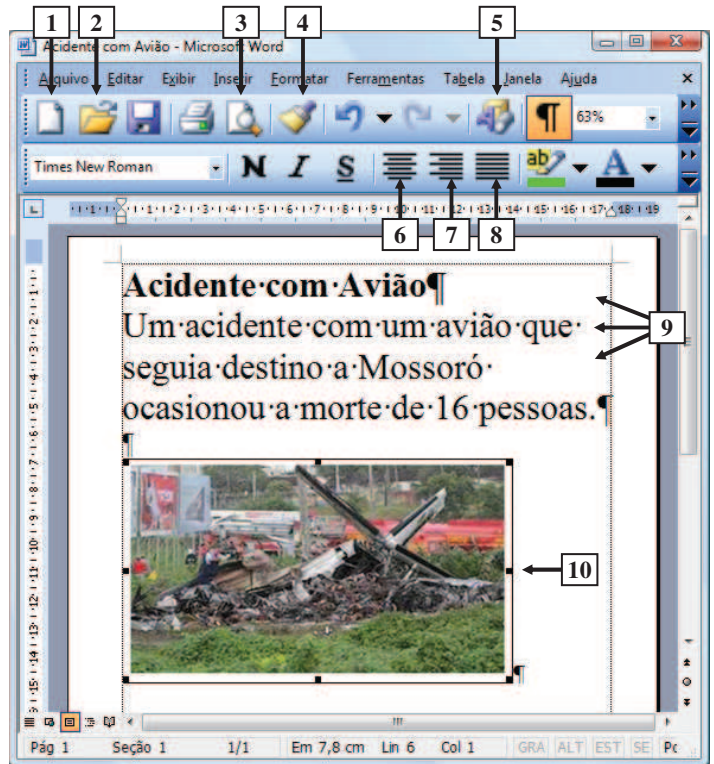 1 2 3 4 5
Acidente com Avião - Microsoft Word
Arquivo Editar Exibir Inserir Formatar Ferramentas Tabela Janela Ajuda
63%
Times New Roman N I S ab A
6 7 8
Acidente·com·Avião¶
Um·acidente·com·um·avião·que·
9
seguia·destino·a·Mossoró·
ocasionou·a·morte·de·16·pessoas.¶
¶
10
¶
Pág 1 Seção 1 1/1 Em 7,8 cm Lin 6 Col 1 GRA ALT EST SE Pc